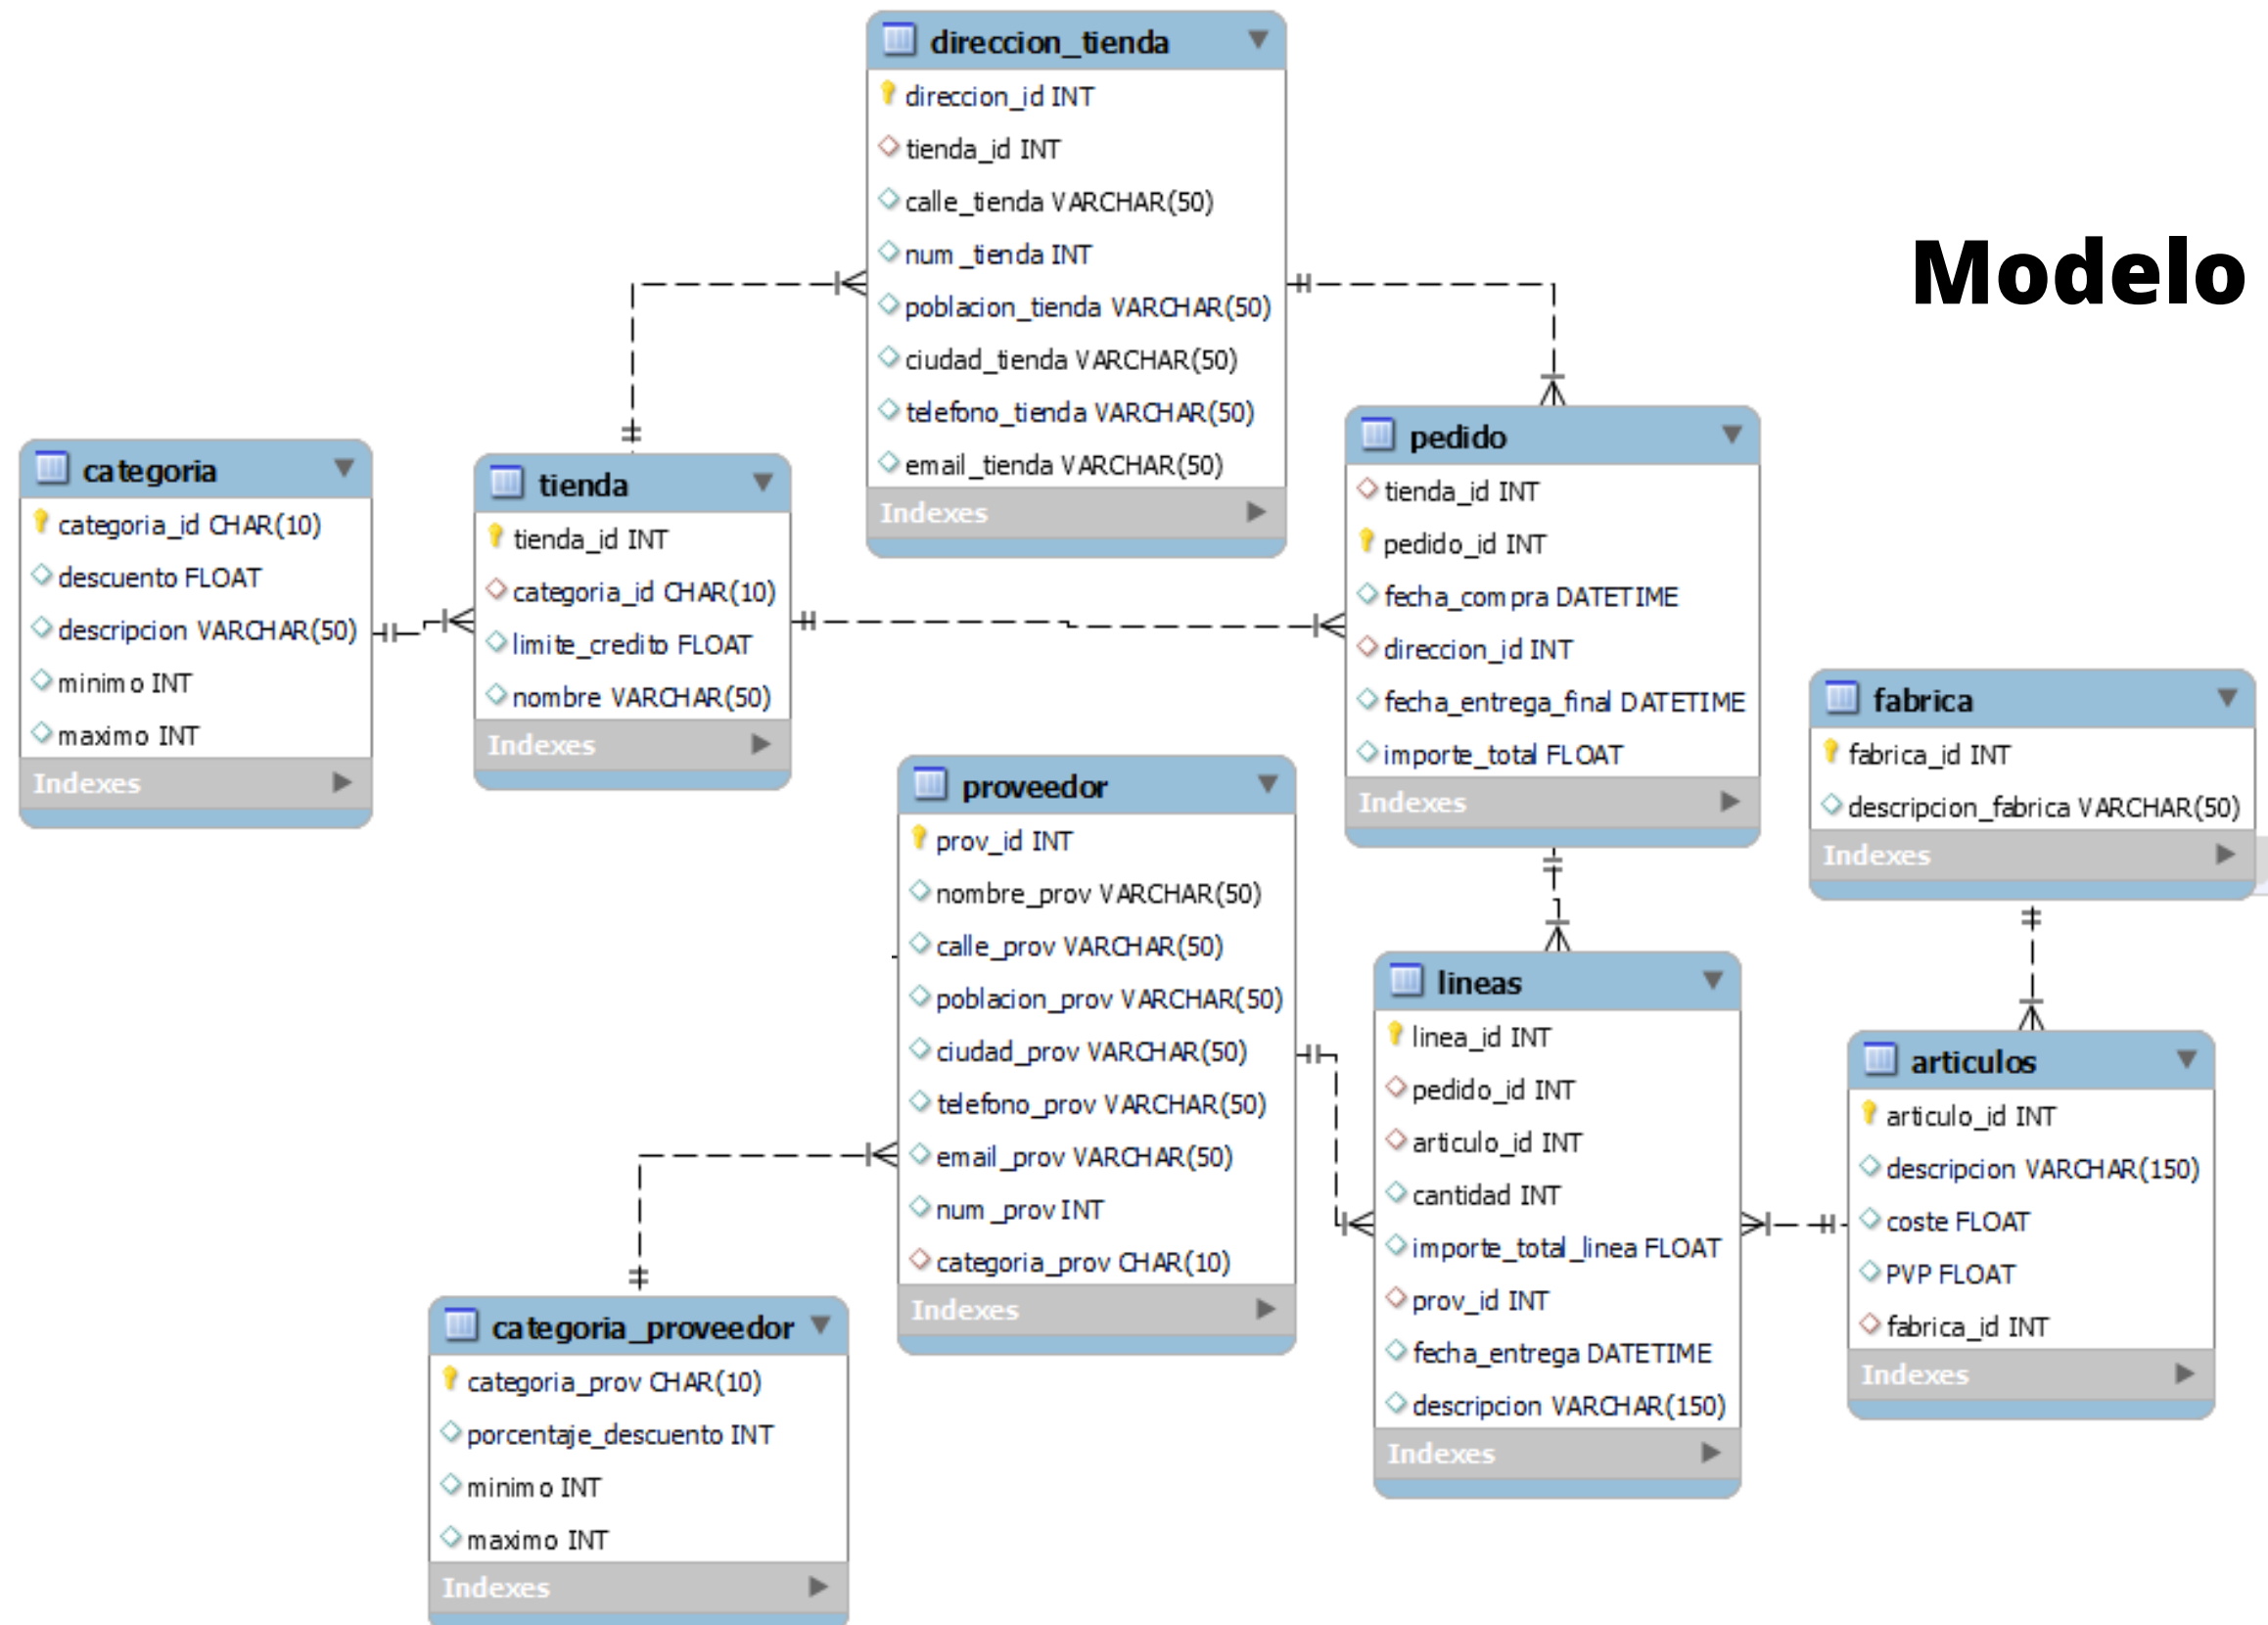 direccion_tienda
direccion_id INT
tienda_id INT
calle_tienda VARCHAR(50)
num_tienda INT
poblacion_tienda VARCHAR(50)
ciudad_tienda VARCHAR(50)
telefono_tienda VARCHAR(50)
email_tienda VARCHAR(50)
Indexes
Modelo
categoria
categoria_id CHAR(10)
descuento FLOAT
descripcion VARCHAR(50)
minimo INT
maximo INT
Indexes
tienda
tienda_id INT
categoria_id CHAR(10)
limite_credito FLOAT
nombre VARCHAR(50)
Indexes
pedido
tienda_id INT
pedido_id INT
fecha_compra DATETIME
direccion_id INT
fecha_entrega_final DATETIME
importe_total FLOAT
Indexes
fabrica
fabrica_id INT
descripcion_fabrica VARCHAR(50)
Indexes
proveedor
prov_id INT
nombre_prov VARCHAR(50)
calle_prov VARCHAR(50)
poblacion_prov VARCHAR(50)
ciudad_prov VARCHAR(50)
telefono_prov VARCHAR(50)
email_prov VARCHAR(50)
num_prov INT
categoria_prov CHAR(10)
Indexes
lineas
linea_id INT
pedido_id INT
articulo_id INT
cantidad INT
importe_total_linea FLOAT
prov_id INT
fecha_entrega DATETIME
descripcion VARCHAR(150)
Indexes
articulos
articulo_id INT
descripcion VARCHAR(150)
coste FLOAT
PVP FLOAT
fabrica_id INT
Indexes
categoria_proveedor
categoria_prov CHAR(10)
porcentaje_descuento INT
minimo INT
maximo INT
Indexes